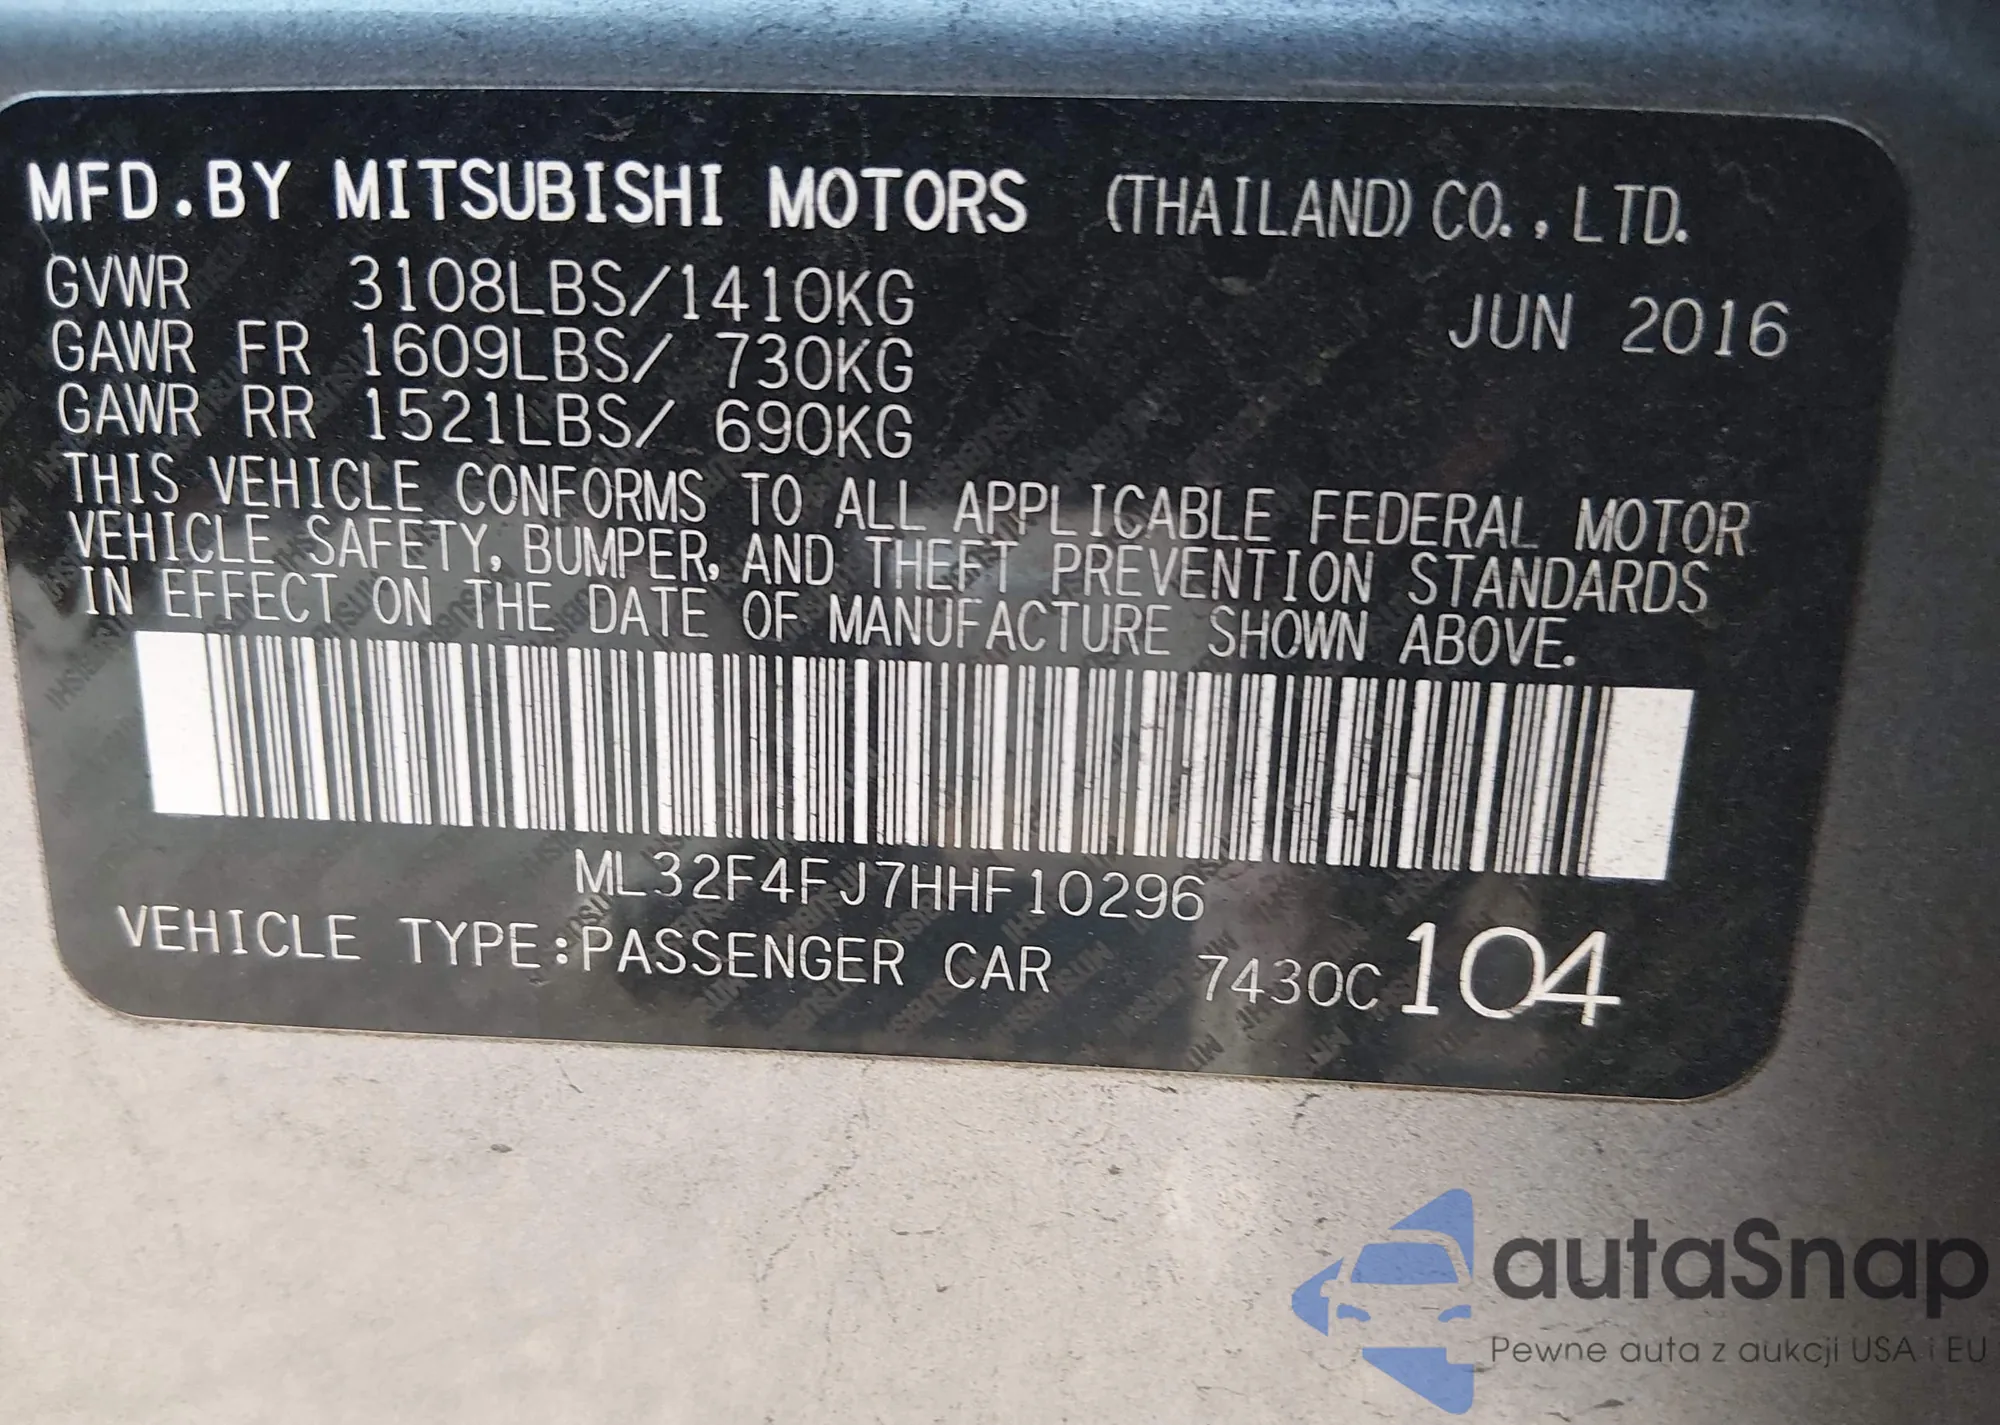 MFD.BY MITSUBISHI MOTORS (THAILAND) CO., LTD.
GVWR 3108LBS/1410KG JUN 2016
GAWR FR 1609LBS/ 730KG
GAWR RR 1521LBS/ 690KG
THIS VEHICLE CONFORMS TO ALL APPLICABLE FEDERAL MOTOR
VEHICLE SAFETY, BUMPER, AND THEFT PREVENTION STANDARDS
IN EFFECT ON THE DATE OF MANUFACTURE SHOWN ABOVE.
ML32F4FJ7HHF10296
VEHICLE TYPE:PASSENGER CAR 7430C 104
autaSnap
Pewne auta z aukcji USA i EU